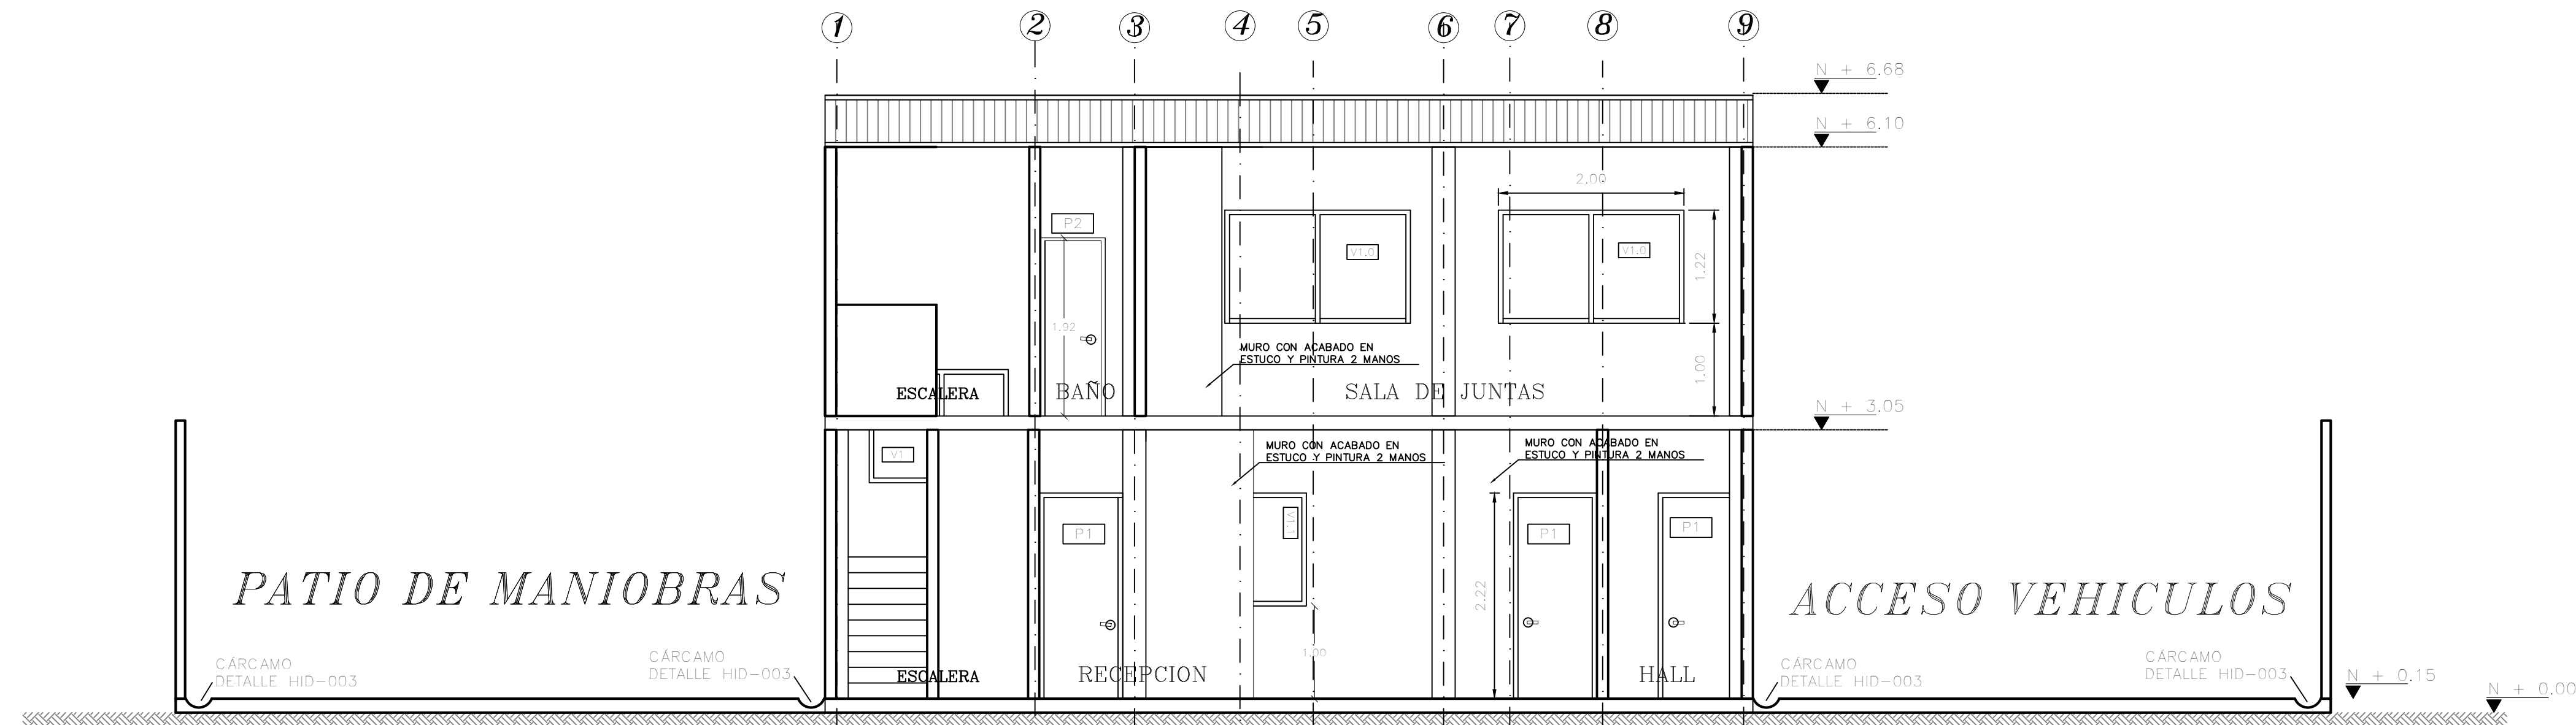 1 2 3 4 5 6 7 8 9
N + 6.68
N + 6.10
2.00
P2
V1.0
V1.0
1.22
1.92
MURO CON ACABADO EN
ESTUCO Y PINTURA 2 MANOS
1.00
ESCALERA
BAÑO
SALA DE JUNTAS
N + 3.05
V1
MURO CON ACABADO EN
ESTUCO Y PINTURA 2 MANOS
MURO CON ACABADO EN
ESTUCO Y PINTURA 2 MANOS
P1
V1.1
P1
P1
2.22
PATIO DE MANIOBRAS
ACCESO VEHICULOS
1.00
CÁRCAMO
DETALLE HID-003
CÁRCAMO
DETALLE HID-003
ESCALERA
RECEPCION
HALL
CÁRCAMO
DETALLE HID-003
CÁRCAMO
DETALLE HID-003
N + 0.15
N + 0.00